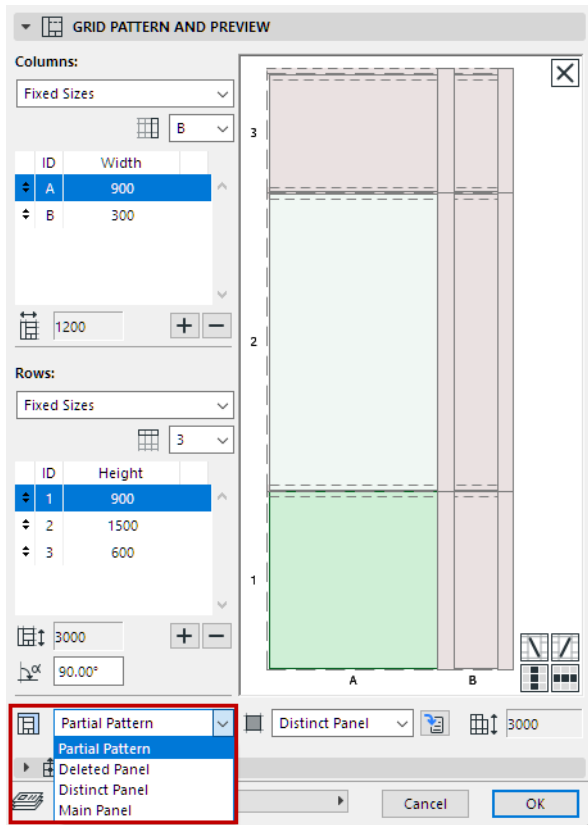 GRID PATTERN AND PREVIEW
Columns:
Fixed Sizes
B
ID Width
A 900
B 300
1200
Rows:
Fixed Sizes
3
ID Height
1 900
2 1500
3 600
3000
α
90.00°
3
2
1
A B
Partial Pattern
Distinct Panel
3000
Partial Pattern
Deleted Panel
Distinct Panel
Main Panel
Cancel
OK